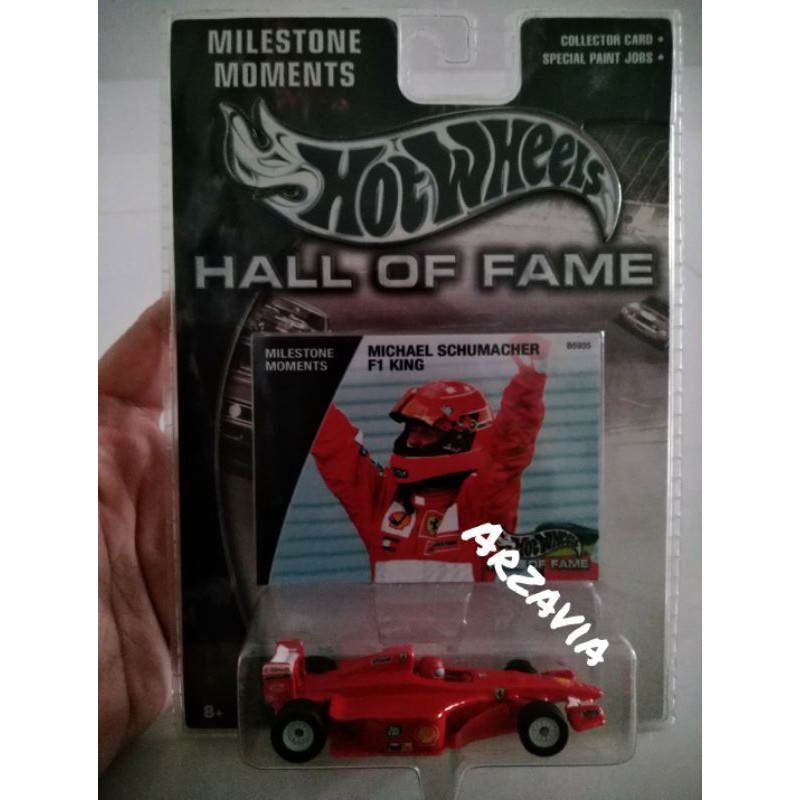 MILESTONE
MOMENTS
COLLECTOR CARD •
SPECIAL PAINT JOBS •
HOT WHEELS
HALL OF FAME
MILESTONE
MOMENTS
MICHAEL SCHUMACHER
F1 KING
B5935
HOT WHEELS
OF FAME
ARZAVIA
8+